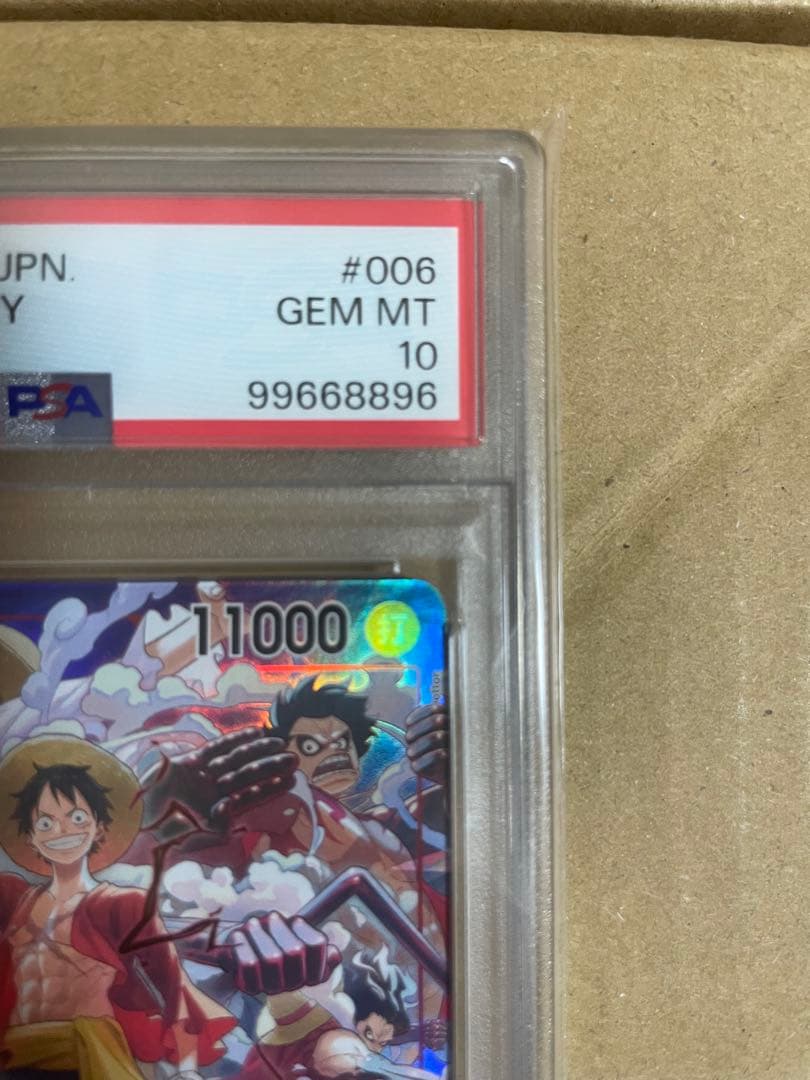 JPN. #006
Y GEM MT
10
PSA 99668896
11000 打